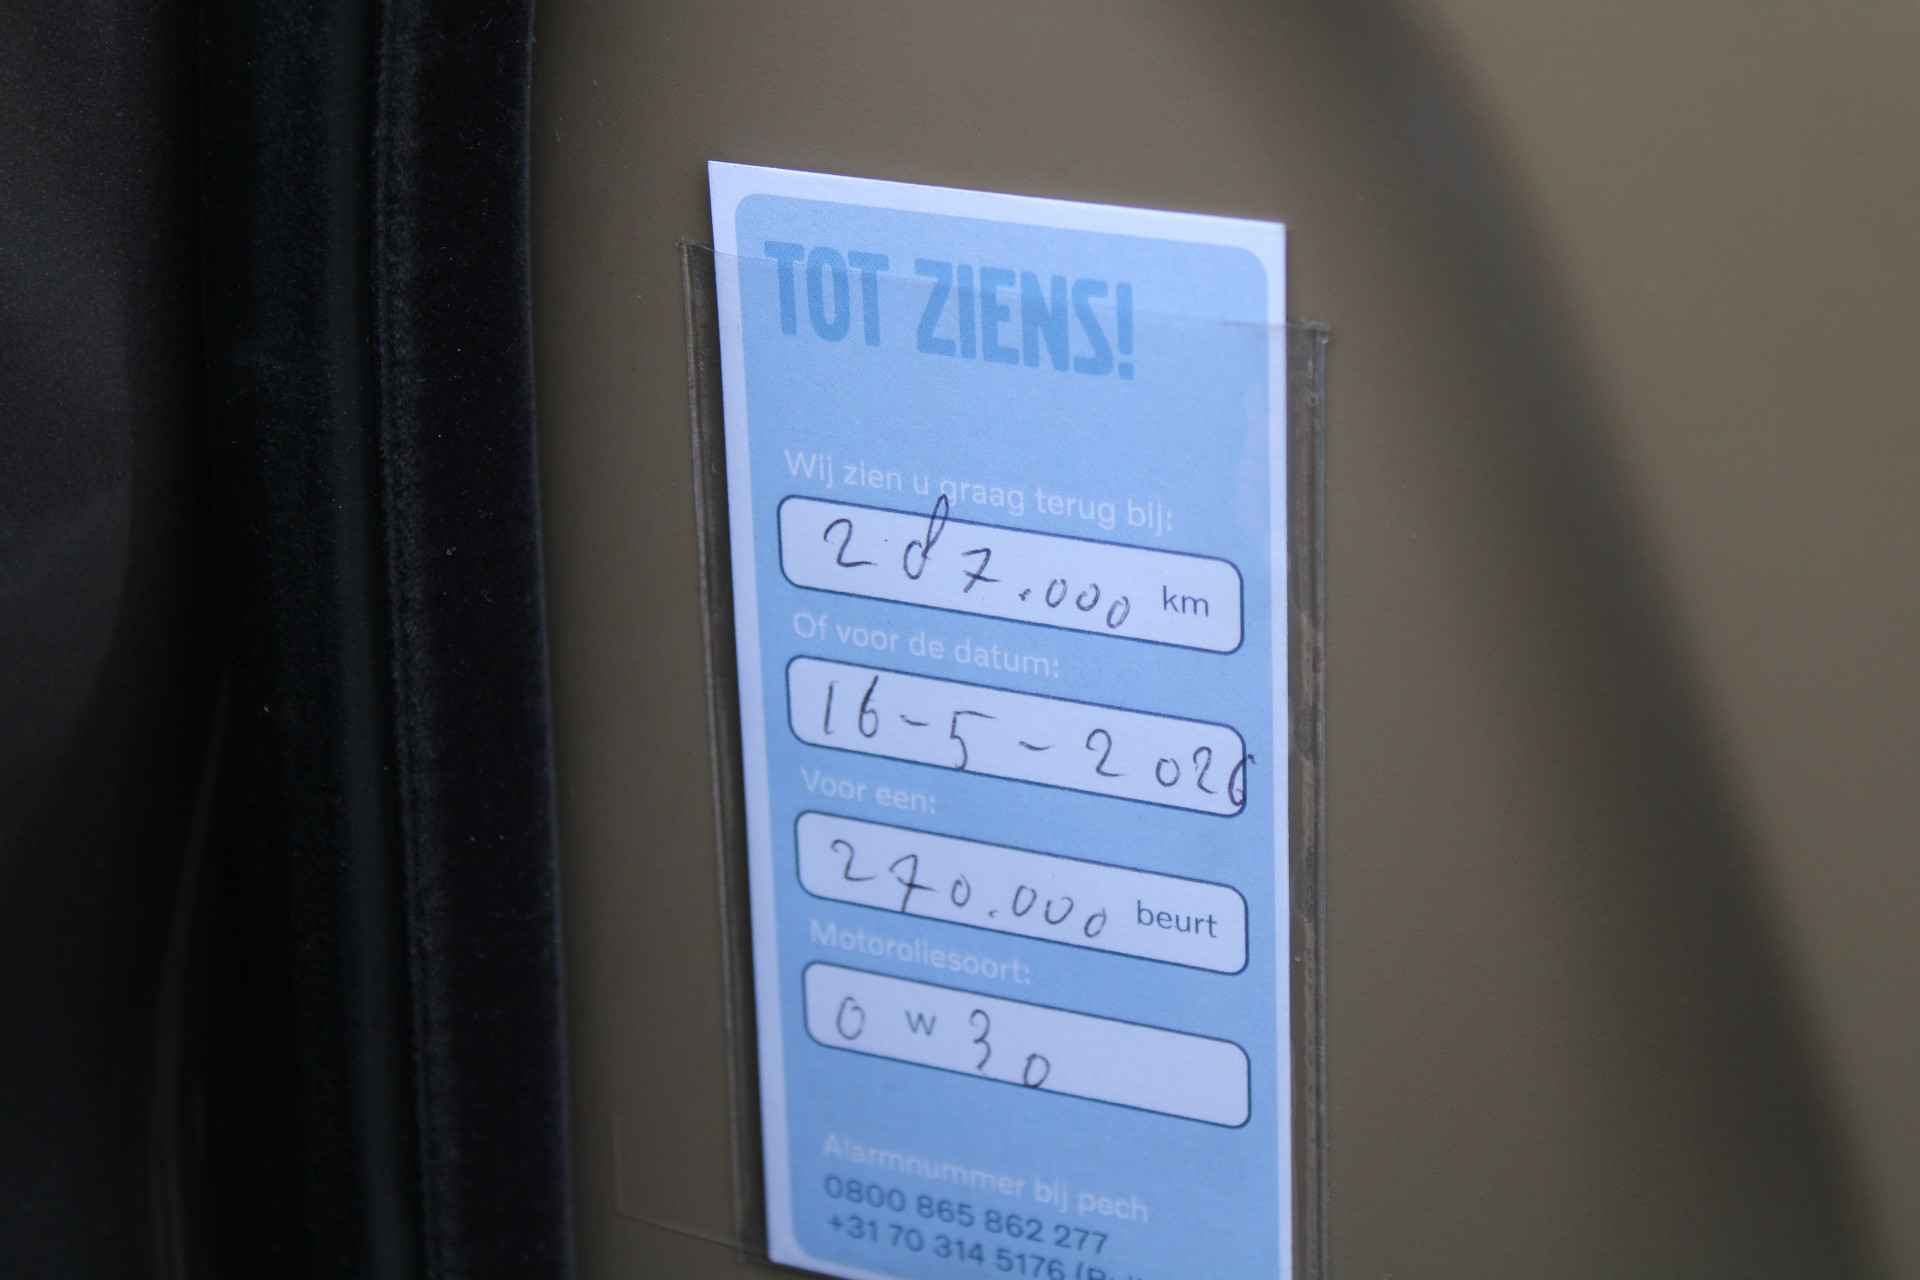 TOT ZIENS!
Wij zien u graag terug bij:
287.000 km
Of voor de datum:
16-5-2026
Voor een:
270.000 beurt
Motoroliesoort:
0 w 30
Alarmnummer bij pech
0800 865 862 277
+31 70 314 5176